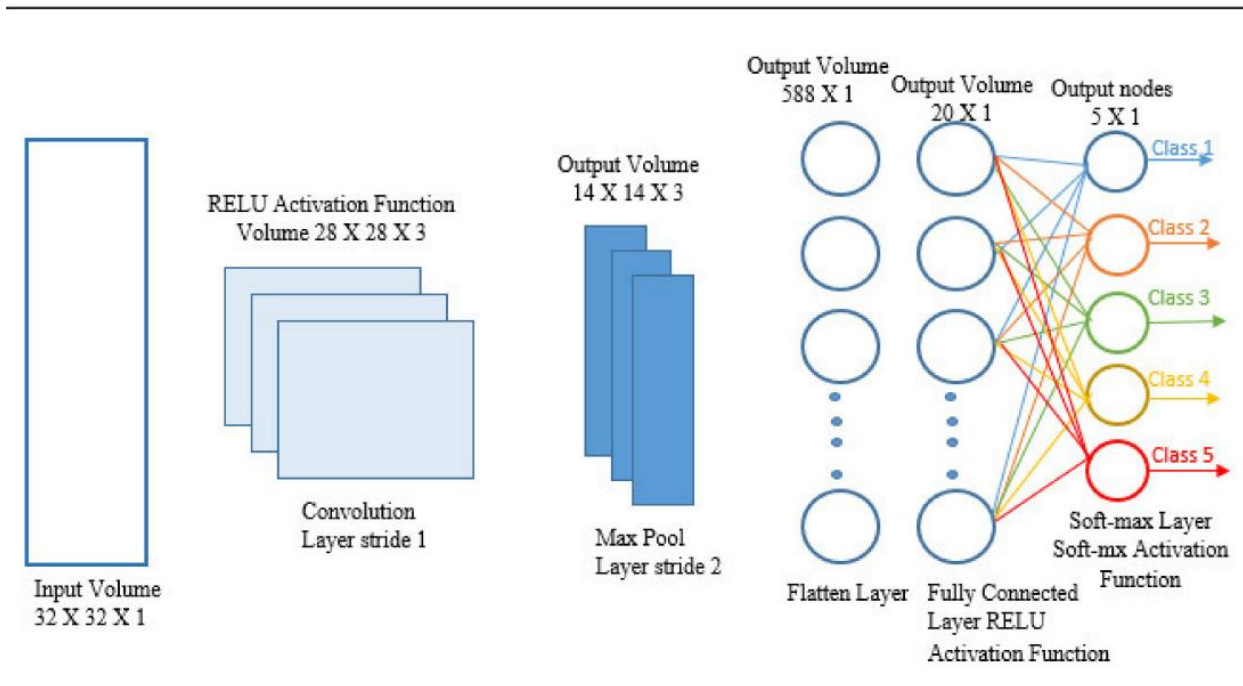 Input Volume
32 X 32 X 1
RELU Activation Function
Volume 28 X 28 X 3
Convolution
Layer stride 1
Output Volume
14 X 14 X 3
Max Pool
Layer stride 2
Output Volume
588 X 1
Flatten Layer
Output Volume
20 X 1
Fully Connected
Layer RELU
Activation Function
Output nodes
5 X 1
Class 1
Class 2
Class 3
Class 4
Class 5
Soft-max Layer
Soft-mx Activation
Function